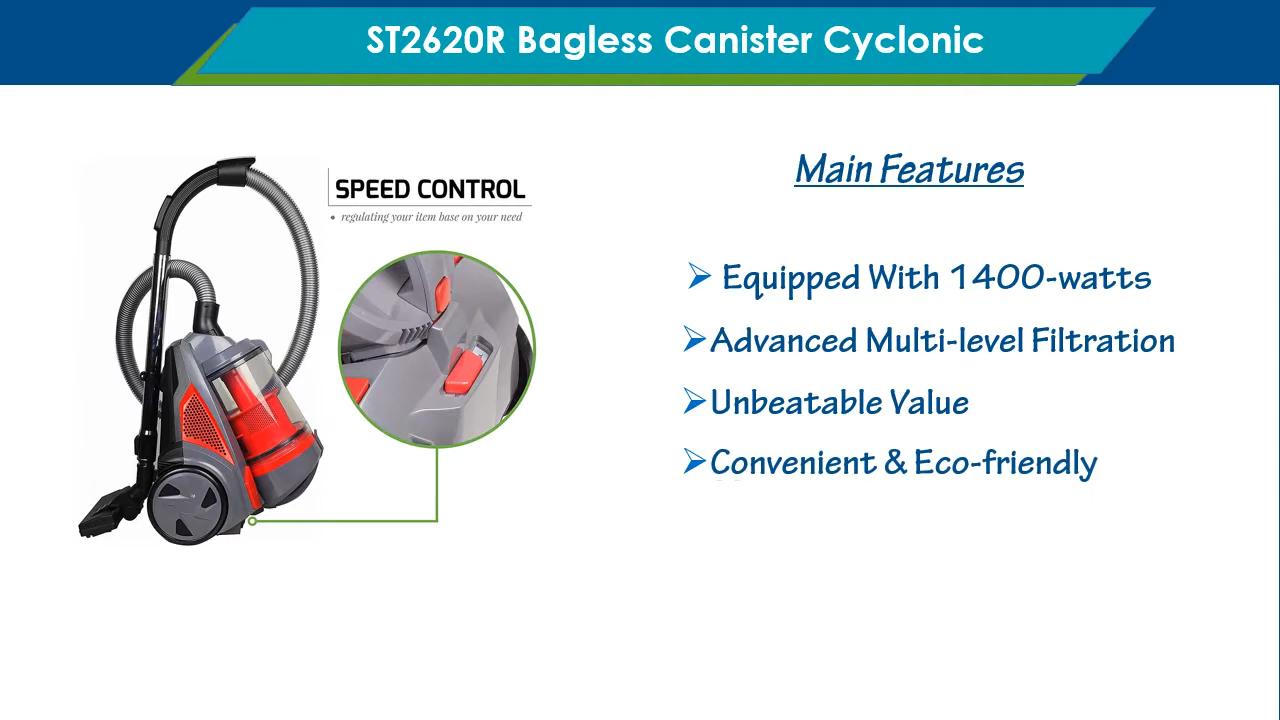 ST2620R Bagless Canister Cyclonic
SPEED CONTROL
• regulating your item base on your need
Main Features
➢ Equipped With 1400-watts
➢ Advanced Multi-level Filtration
➢ Unbeatable Value
➢ Convenient & Eco-friendly